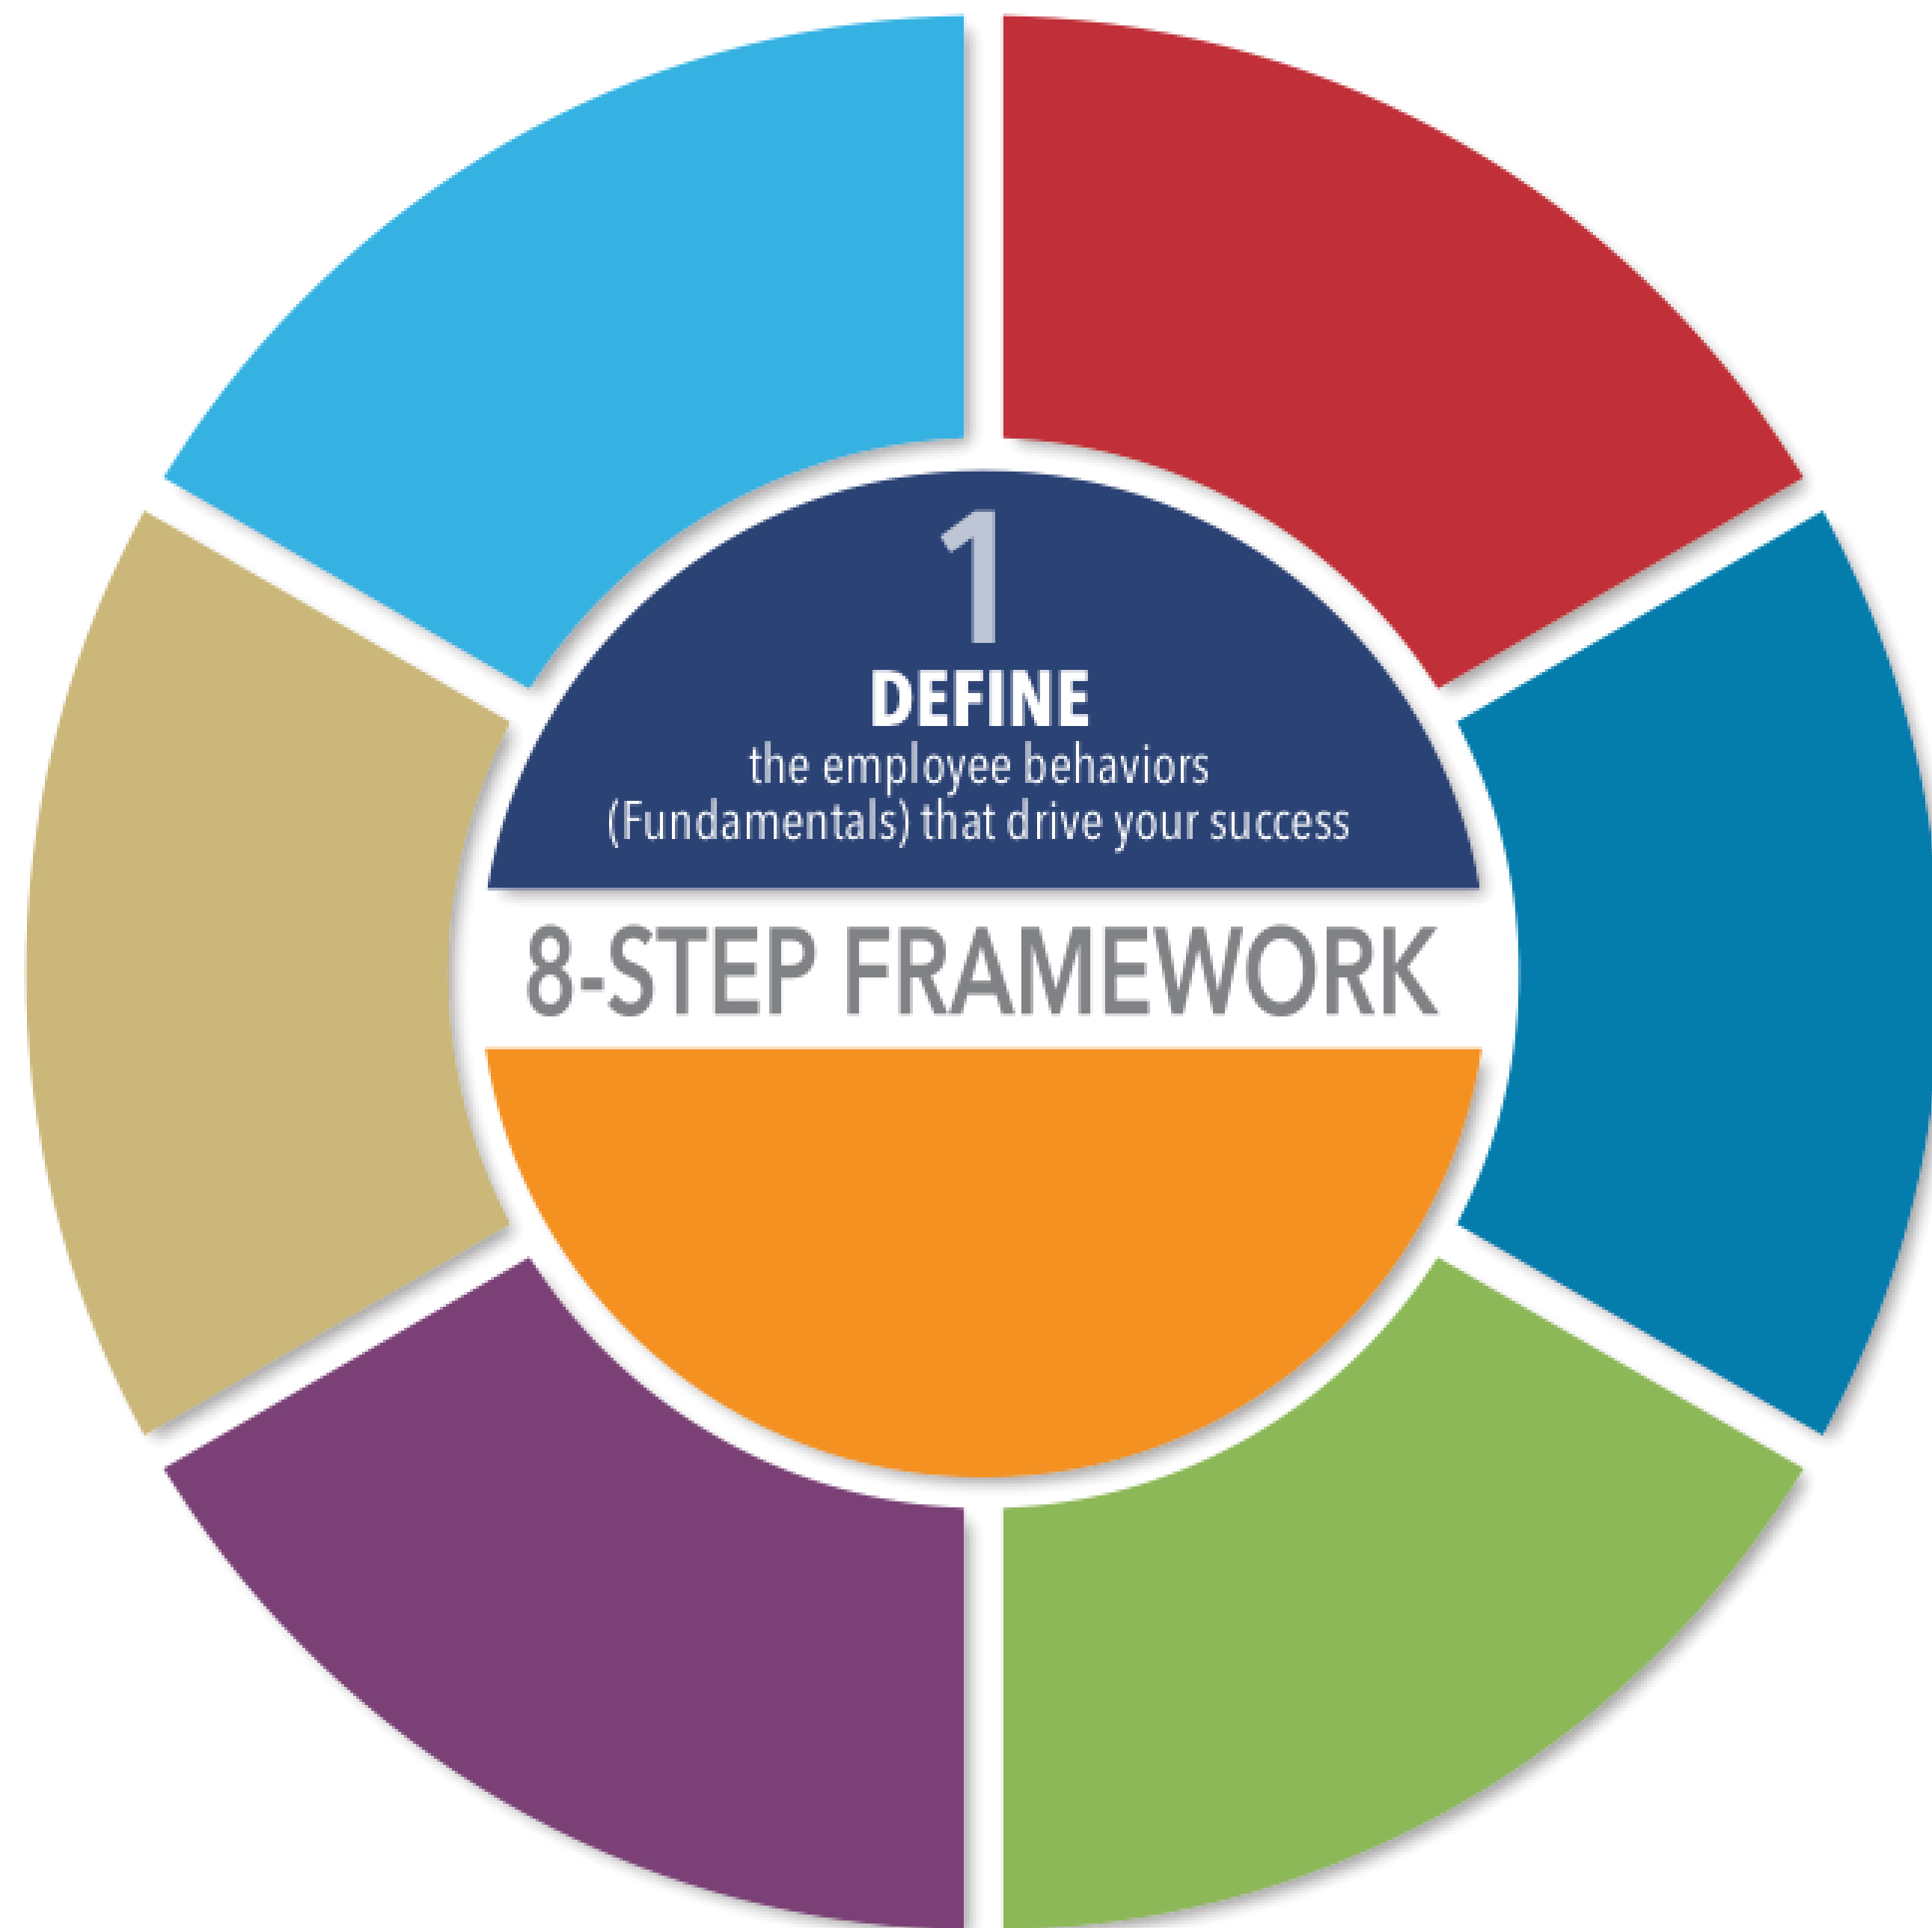 1
DEFINE
the employee behaviors
(Fundamentals) that drive your success
8-STEP FRAMEWORK